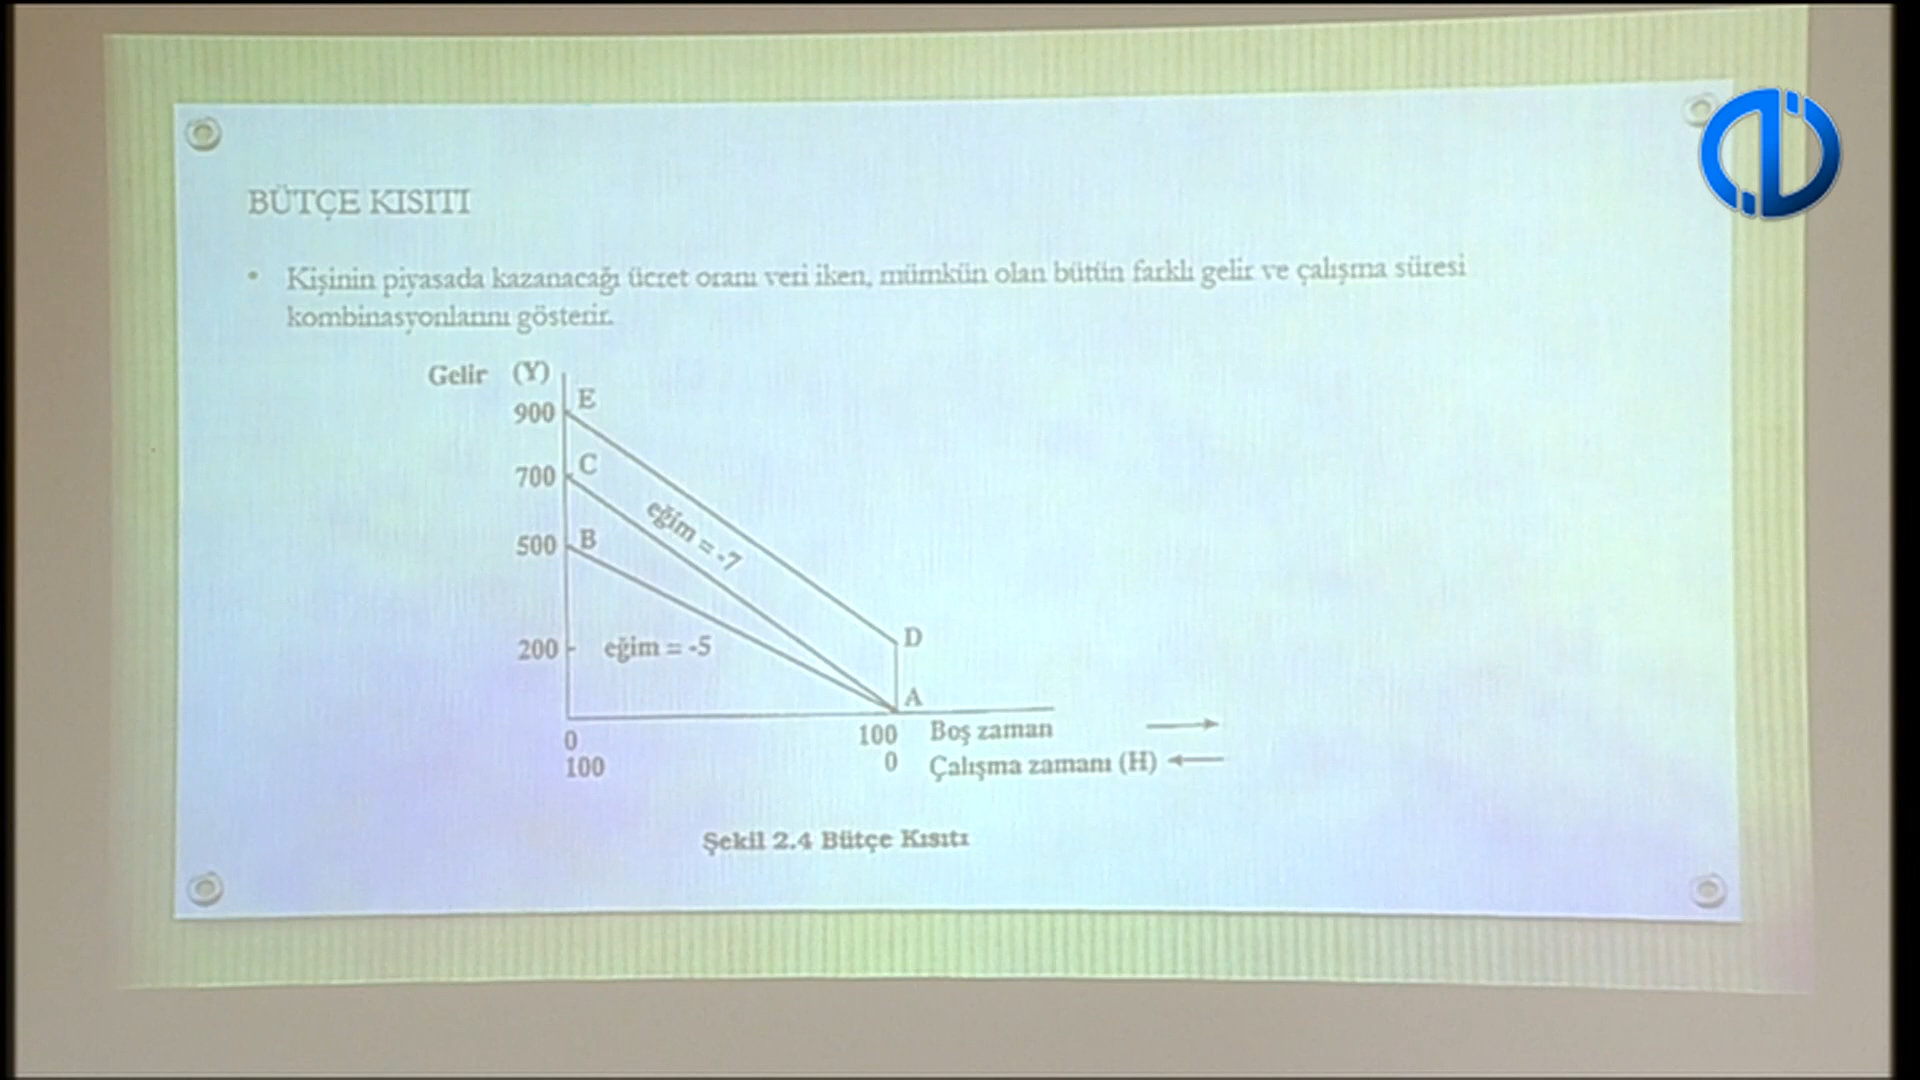 BÜTÇE KISITI
• Kişinin piyasada kazanacağı ücret oranı veri iken, mümkün olan bütün farklı gelir ve çalışma süresi
kombinasyonlarını gösterir.
Gelir (Y)
E
900
C
700
eğim = -7
B
500
D
200
eğim = -5
A
0
100
Boş zaman
100
0
Çalışma zamanı (H)
Şekil 2.4 Bütçe Kısıtı